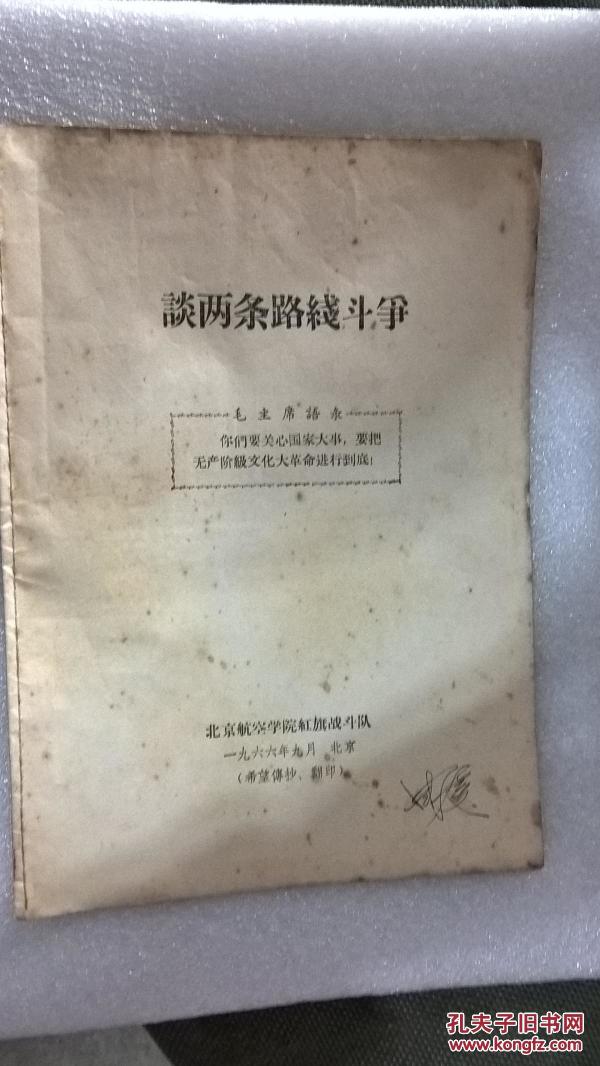 談两条路綫斗爭
毛主席語彔
你們要关心国家大事，要把
无产阶級文化大革命进行到底！
北京航空学院紅旗战斗队
一九六六年九月 北京
（希望傳抄、翻印）
孔夫子旧书网
www.kongfz.com